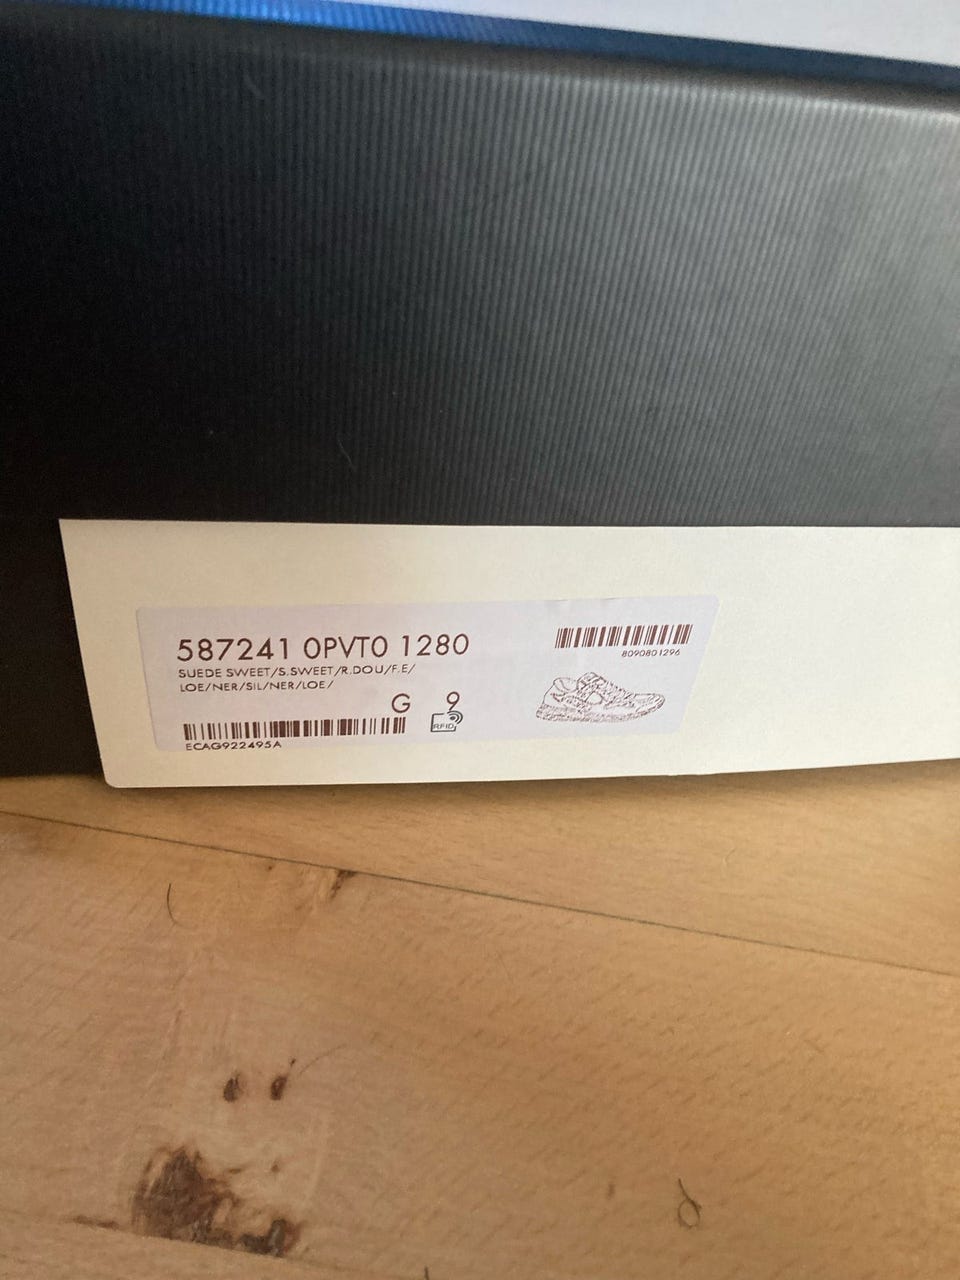 587241 0PVT0 1280
SUEDE SWEET/S.SWEET/R.DOU/F.E/
LOE/NER/SIL/NER/LOE/
G 9
RFID
ECAG922495A
8090801296